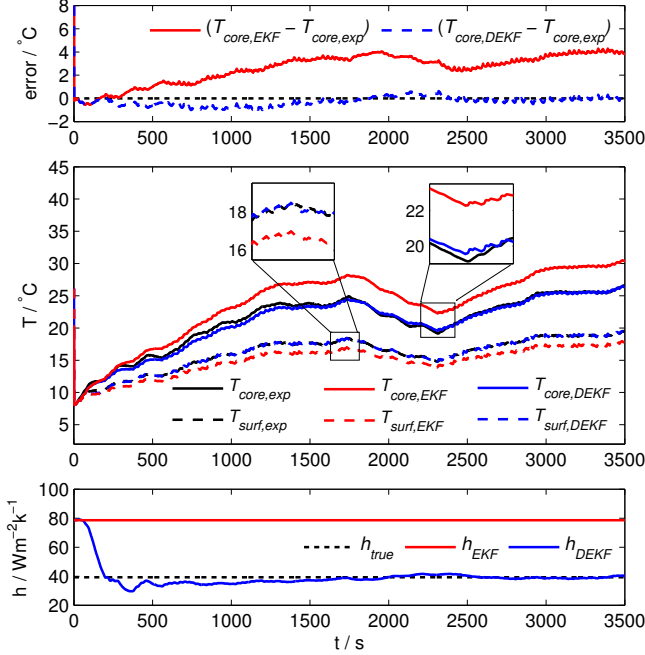 (T_core,EKF − T_core,exp) (T_core,DEKF − T_core,exp)
error / °C
8
6
4
2
0
−2
0 500 1000 1500 2000 2500 3000 3500
T / °C
45
40
35
30
25
20
15
10
5
18
16
22
20
T_core,exp T_core,EKF T_core,DEKF
T_surf,exp T_surf,EKF T_surf,DEKF
0 500 1000 1500 2000 2500 3000 3500
h / Wm⁻²k⁻¹
100
80
60
40
20
h_true h_EKF h_DEKF
0 500 1000 1500 2000 2500 3000 3500
t / s